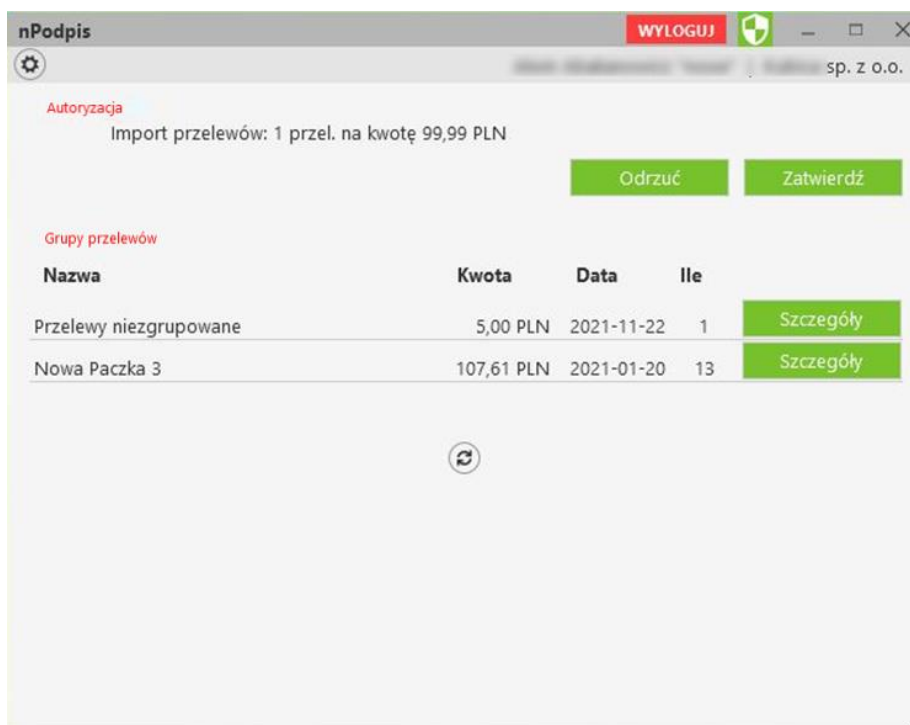 nPodpis WYLOGUJ
sp. z o.o.
Autoryzacja
Import przelewów: 1 przel. na kwotę 99,99 PLN
Odrzuć Zatwierdź
Grupy przelewów
Nazwa Kwota Data Ile
Przelewy niezgrupowane 5,00 PLN 2021-11-22 1 Szczegóły
Nowa Paczka 3 107,61 PLN 2021-01-20 13 Szczegóły